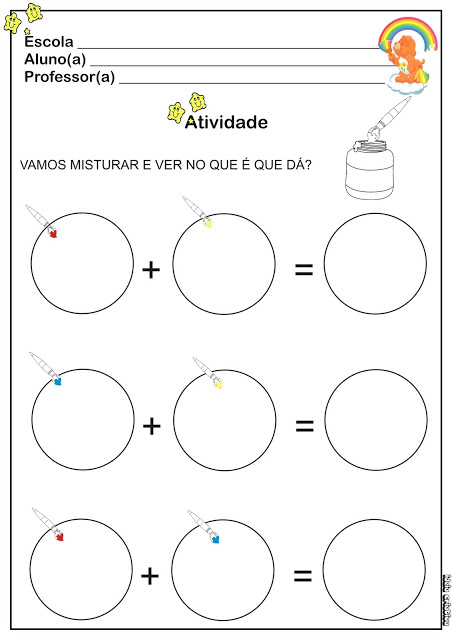 Escola
Aluno(a)
Professor(a)
Atividade
VAMOS MISTURAR E VER NO QUE É QUE DÁ?
+ =
+ =
+ =